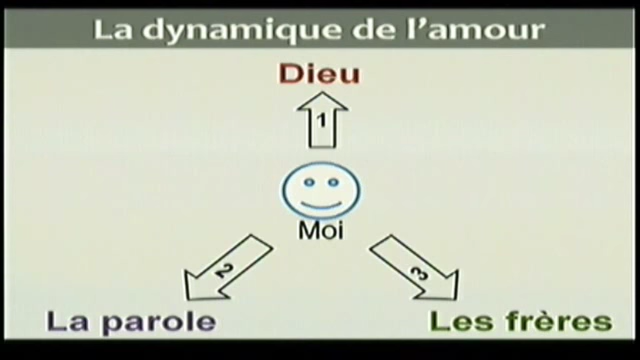 La dynamique de l’amour
Dieu
1
Moi
2
3
La parole
Les frères